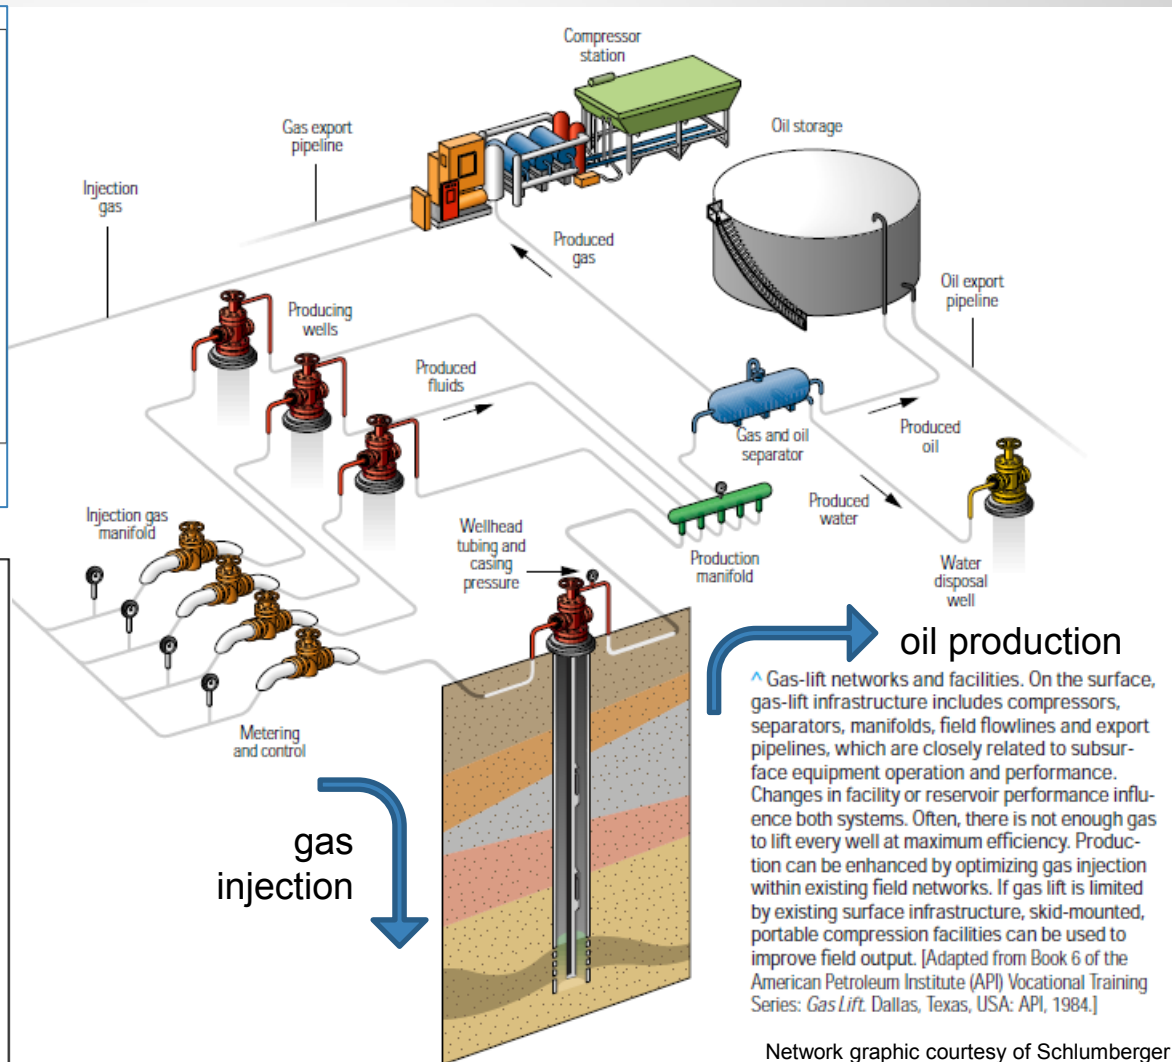 Compressor
station
Gas export
pipeline
Oil storage
Injection
gas
Produced
gas
Oil export
pipeline
Producing
wells
Produced
fluids
Gas and oil
separator
Produced
oil
Produced
water
Injection gas
manifold
Wellhead
tubing and
casing
pressure
Production
manifold
Water
disposal
well
Metering
and control
gas
injection
oil production
^ Gas-lift networks and facilities. On the surface,
gas-lift infrastructure includes compressors,
separators, manifolds, field flowlines and export
pipelines, which are closely related to subsur-
face equipment operation and performance.
Changes in facility or reservoir performance influ-
ence both systems. Often, there is not enough gas
to lift every well at maximum efficiency. Produc-
tion can be enhanced by optimizing gas injection
within existing field networks. If gas lift is limited
by existing surface infrastructure, skid-mounted,
portable compression facilities can be used to
improve field output. [Adapted from Book 6 of the
American Petroleum Institute (API) Vocational Training
Series: Gas Lift. Dallas, Texas, USA: API, 1984.]
Network graphic courtesy of Schlumberger